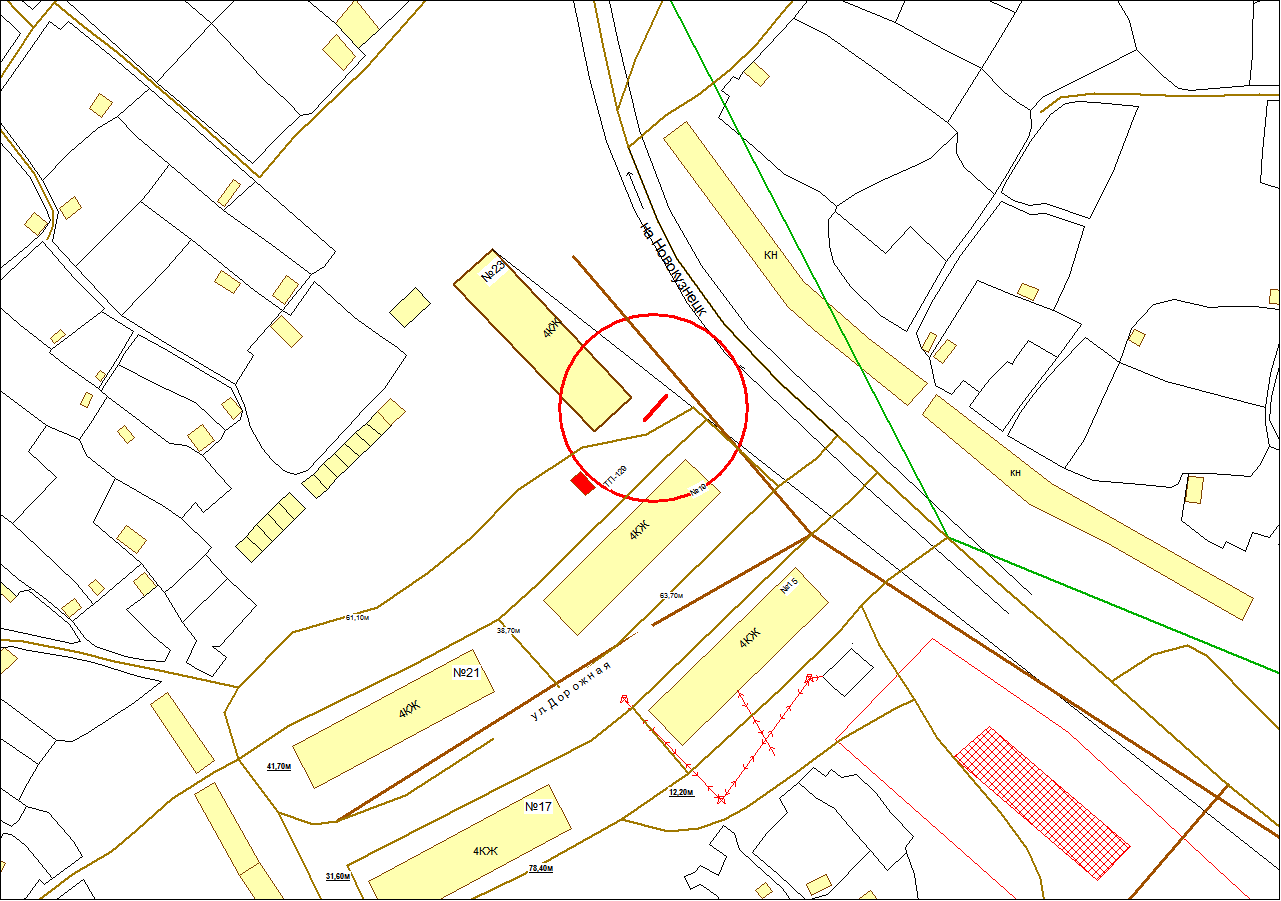 на Новокузнецк
КН
№23
4КЖ
КН
ТП-129
№19
4КЖ
№15
4КЖ
63,70м
61,10м
38,70м
ул.Дорожная
№21
4КЖ
41,70м
12,20м
№17
4КЖ
31,60м
78,40м